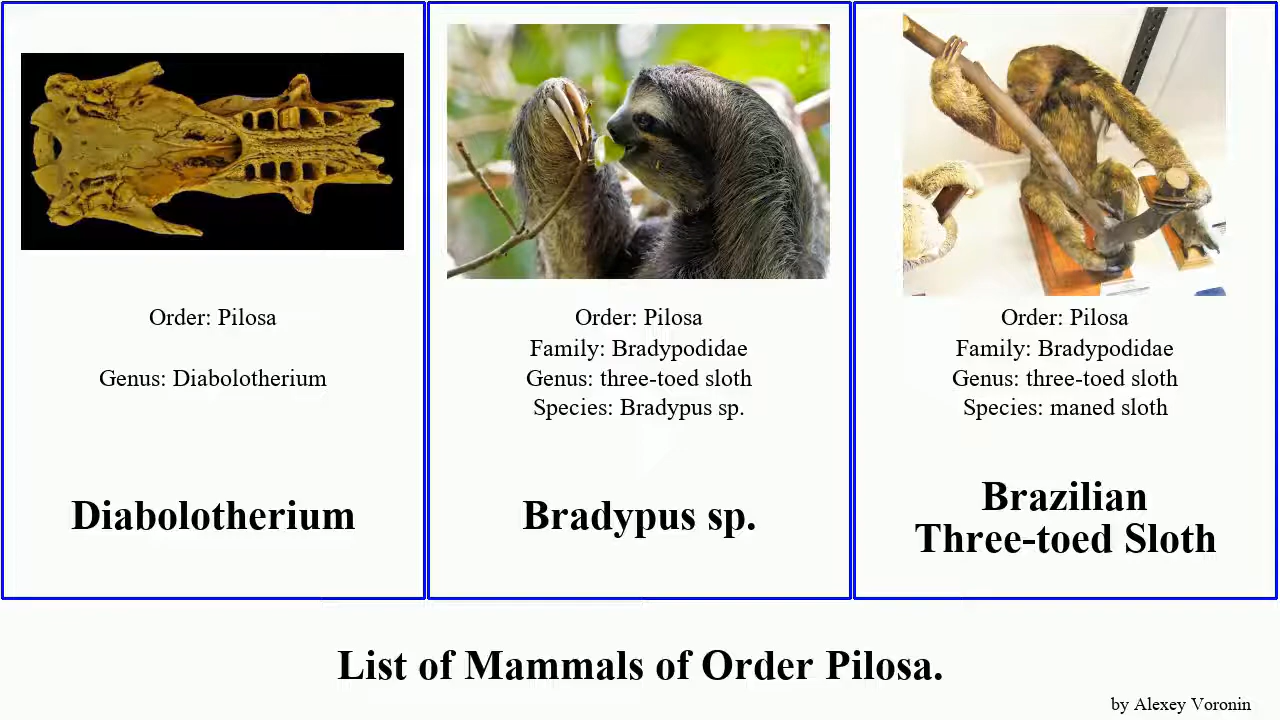 Order: Pilosa
Genus: Diabolotherium
Diabolotherium
Order: Pilosa
Family: Bradypodidae
Genus: three-toed sloth
Species: Bradypus sp.
Bradypus sp.
Order: Pilosa
Family: Bradypodidae
Genus: three-toed sloth
Species: maned sloth
Brazilian
Three-toed Sloth
List of Mammals of Order Pilosa.
by Alexey Voronin